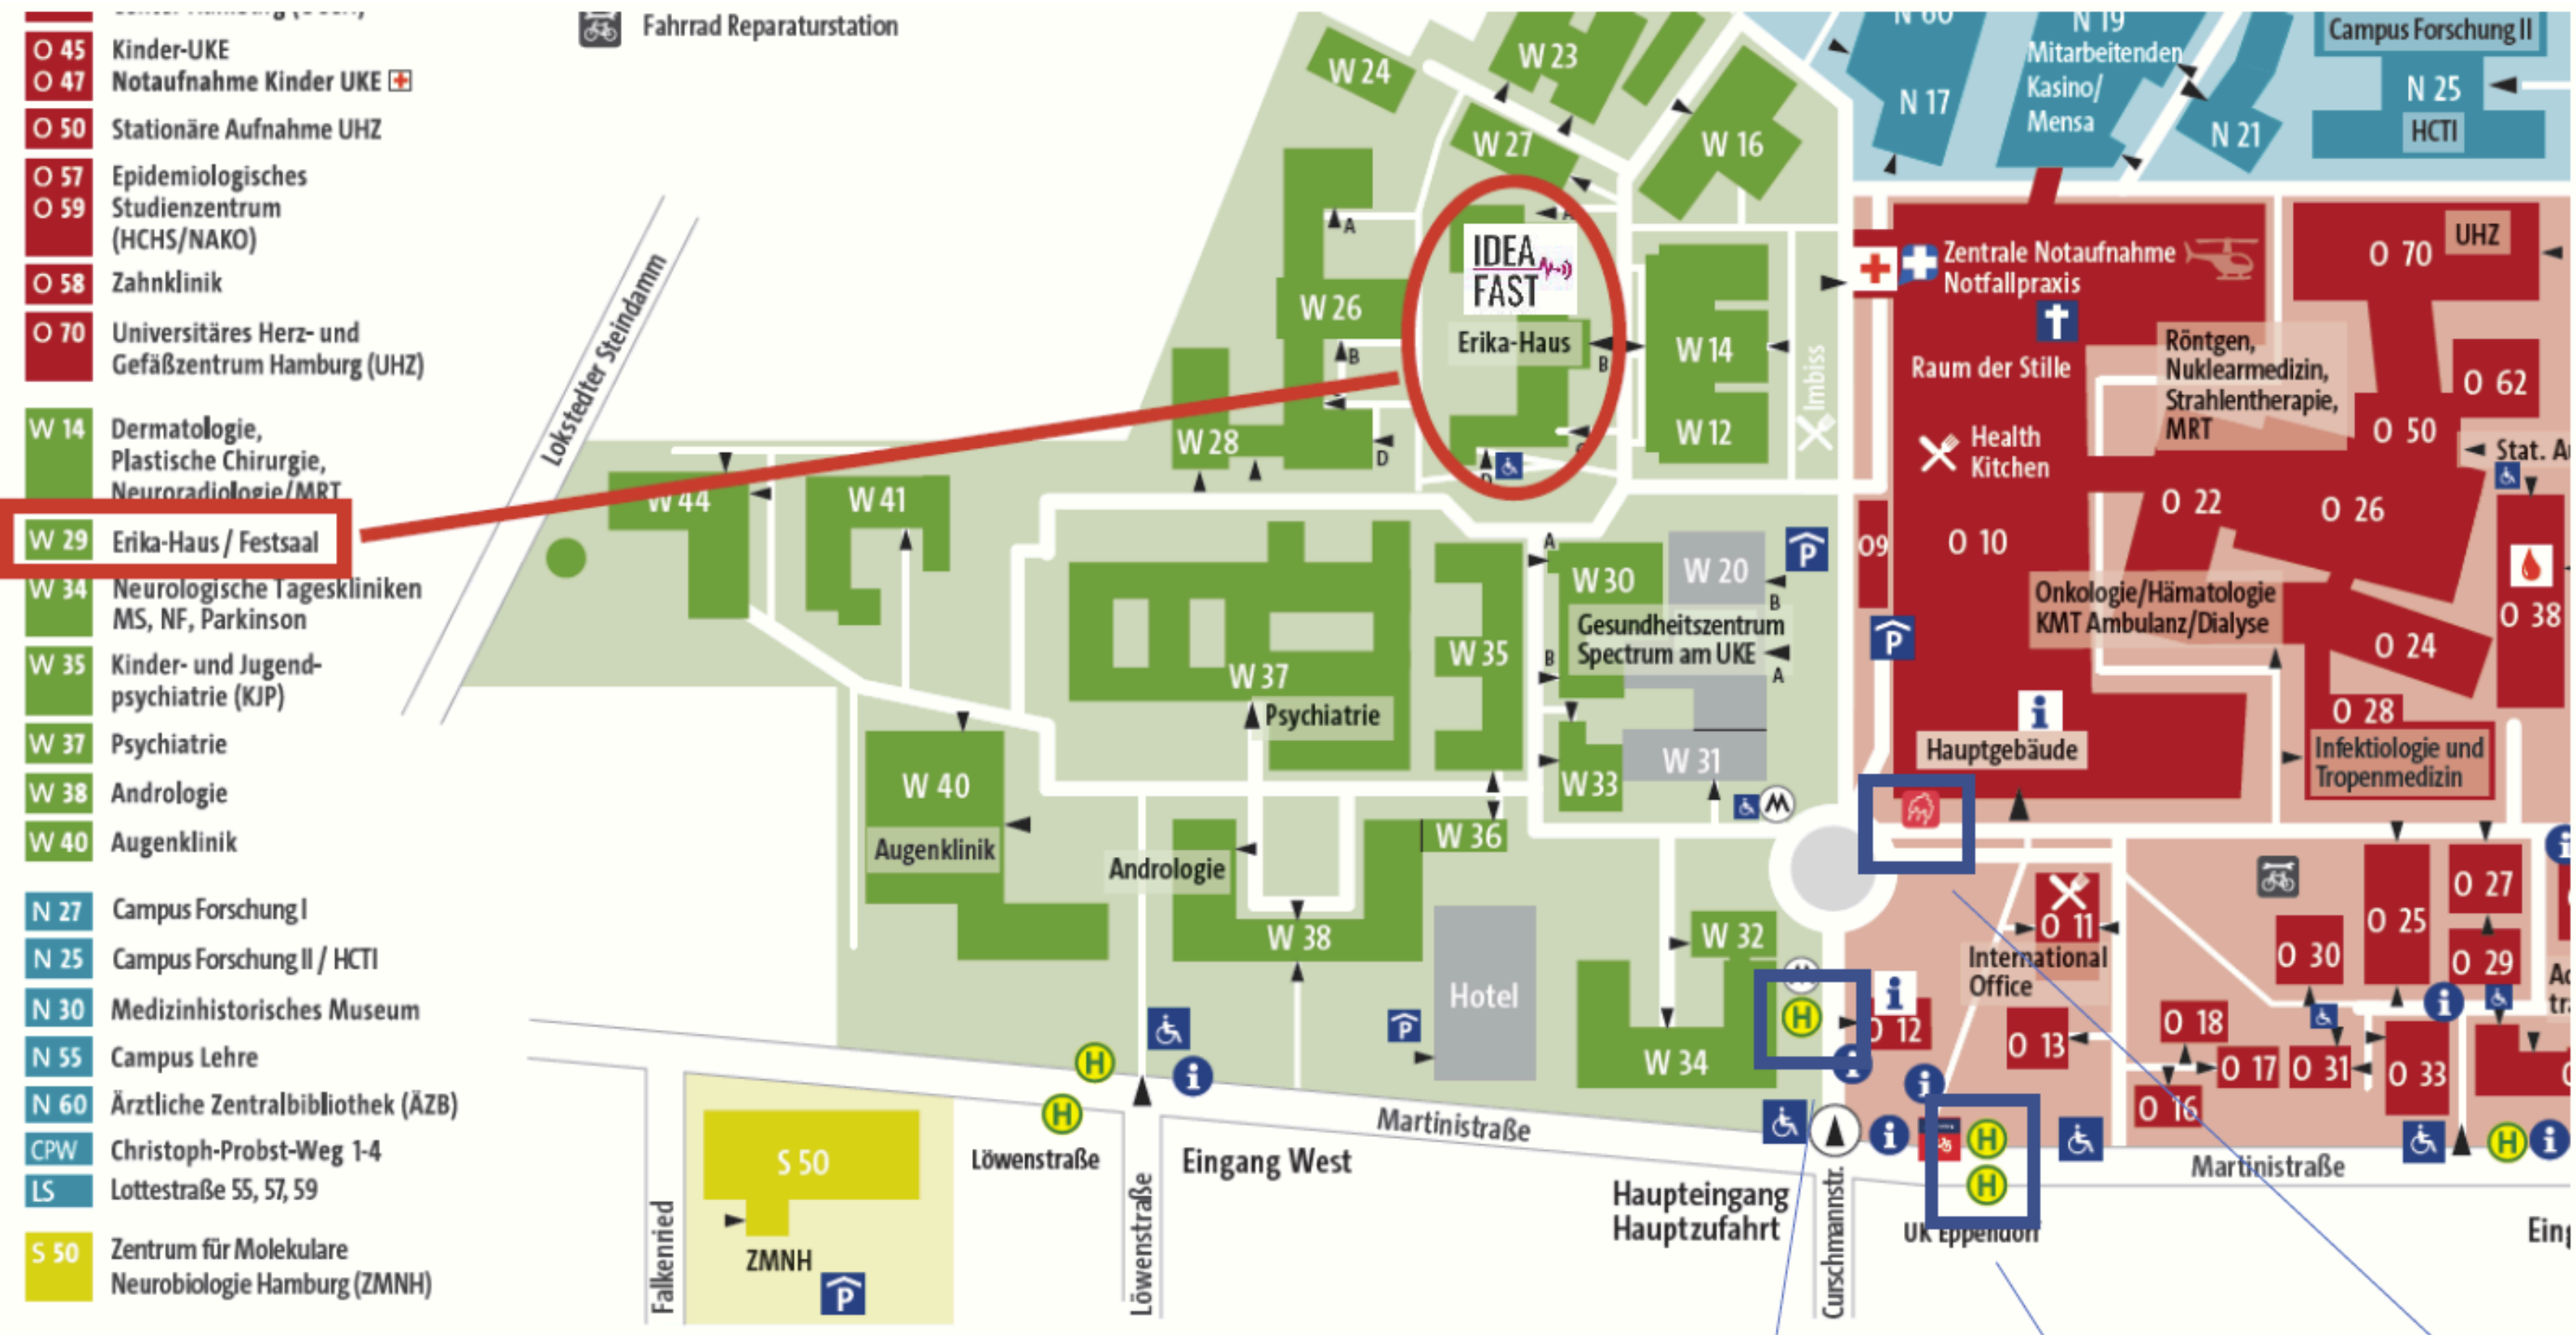 O 45 Kinder-UKE
O 47 Notaufnahme Kinder UKE
O 50 Stationäre Aufnahme UHZ
O 57 Epidemiologisches
O 59 Studienzentrum
(HCHS/NAKO)
O 58 Zahnklinik
O 70 Universitäres Herz- und
Gefäßzentrum Hamburg (UHZ)
W 14 Dermatologie,
Plastische Chirurgie,
Neuroradiologie/MRT
W 29 Erika-Haus / Festsaal
W 34 Neurologische Tageskliniken
MS, NF, Parkinson
W 35 Kinder- und Jugend-
psychiatrie (KJP)
W 37 Psychiatrie
W 38 Andrologie
W 40 Augenklinik
N 27 Campus Forschung I
N 25 Campus Forschung II / HCTI
N 30 Medizinhistorisches Museum
N 55 Campus Lehre
N 60 Ärztliche Zentralbibliothek (ÄZB)
CPW Christoph-Probst-Weg 1-4
LS Lottestraße 55, 57, 59
S 50 Zentrum für Molekulare
Neurobiologie Hamburg (ZMNH)
Fahrrad Reparaturstation
Lokstedter Steindamm
W 24
W 23
W 27
W 16
N 60
N 17
N 19
Mitarbeitenden
Kasino/
Mensa
N 21
Campus Forschung II
N 25
HCTI
A
A
IDEA
FAST
W 26
Erika-Haus
B
B
W 14
W 12
Imbiss
W 28
D
C
D
Zentrale Notaufnahme
Notfallpraxis
Raum der Stille
Health
Kitchen
O 70
UHZ
Röntgen,
Nuklearmedizin,
Strahlentherapie,
MRT
O 62
O 50
Stat. A
W 44
W 41
O9
O 10
O 22
O 26
O 38
Onkologie/Hämatologie
KMT Ambulanz/Dialyse
O 24
O 28
Infektiologie und
Tropenmedizin
i
Hauptgebäude
W 37
Psychiatrie
W 35
A
W 30
W 20
P
B
Gesundheitszentrum
Spectrum am UKE
B
A
P
W 31
W 33
W 40
Augenklinik
Andrologie
W 36
W 38
Hotel
P
W 32
W 34
H
i
O 12
i
O 11
International
Office
O 13
O 18
O 17
O 16
O 30
O 31
O 25
O 27
O 29
O 33
i
i
H
H
i
Löwenstraße
Eingang West
Martinistraße
Haupteingang
Hauptzufahrt
i
i
H
H
UK Eppendorf
Martinistraße
H
i
Ein
S 50
ZMNH
P
Falkenried
Löwenstraße
Curschmannstr.